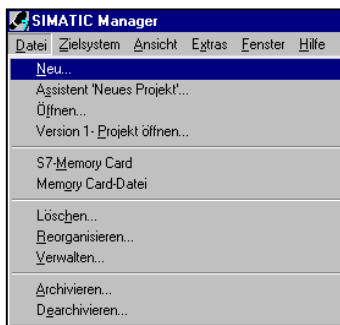 SIMATIC Manager
Datei Zielsystem Ansicht Extras Fenster Hilfe
Neu...
Assistent 'Neues Projekt'...
Öffnen...
Version 1- Projekt öffnen...
S7-Memory Card
Memory Card-Datei
Löschen...
Reorganisieren...
Verwalten...
Archivieren...
Dearchivieren...